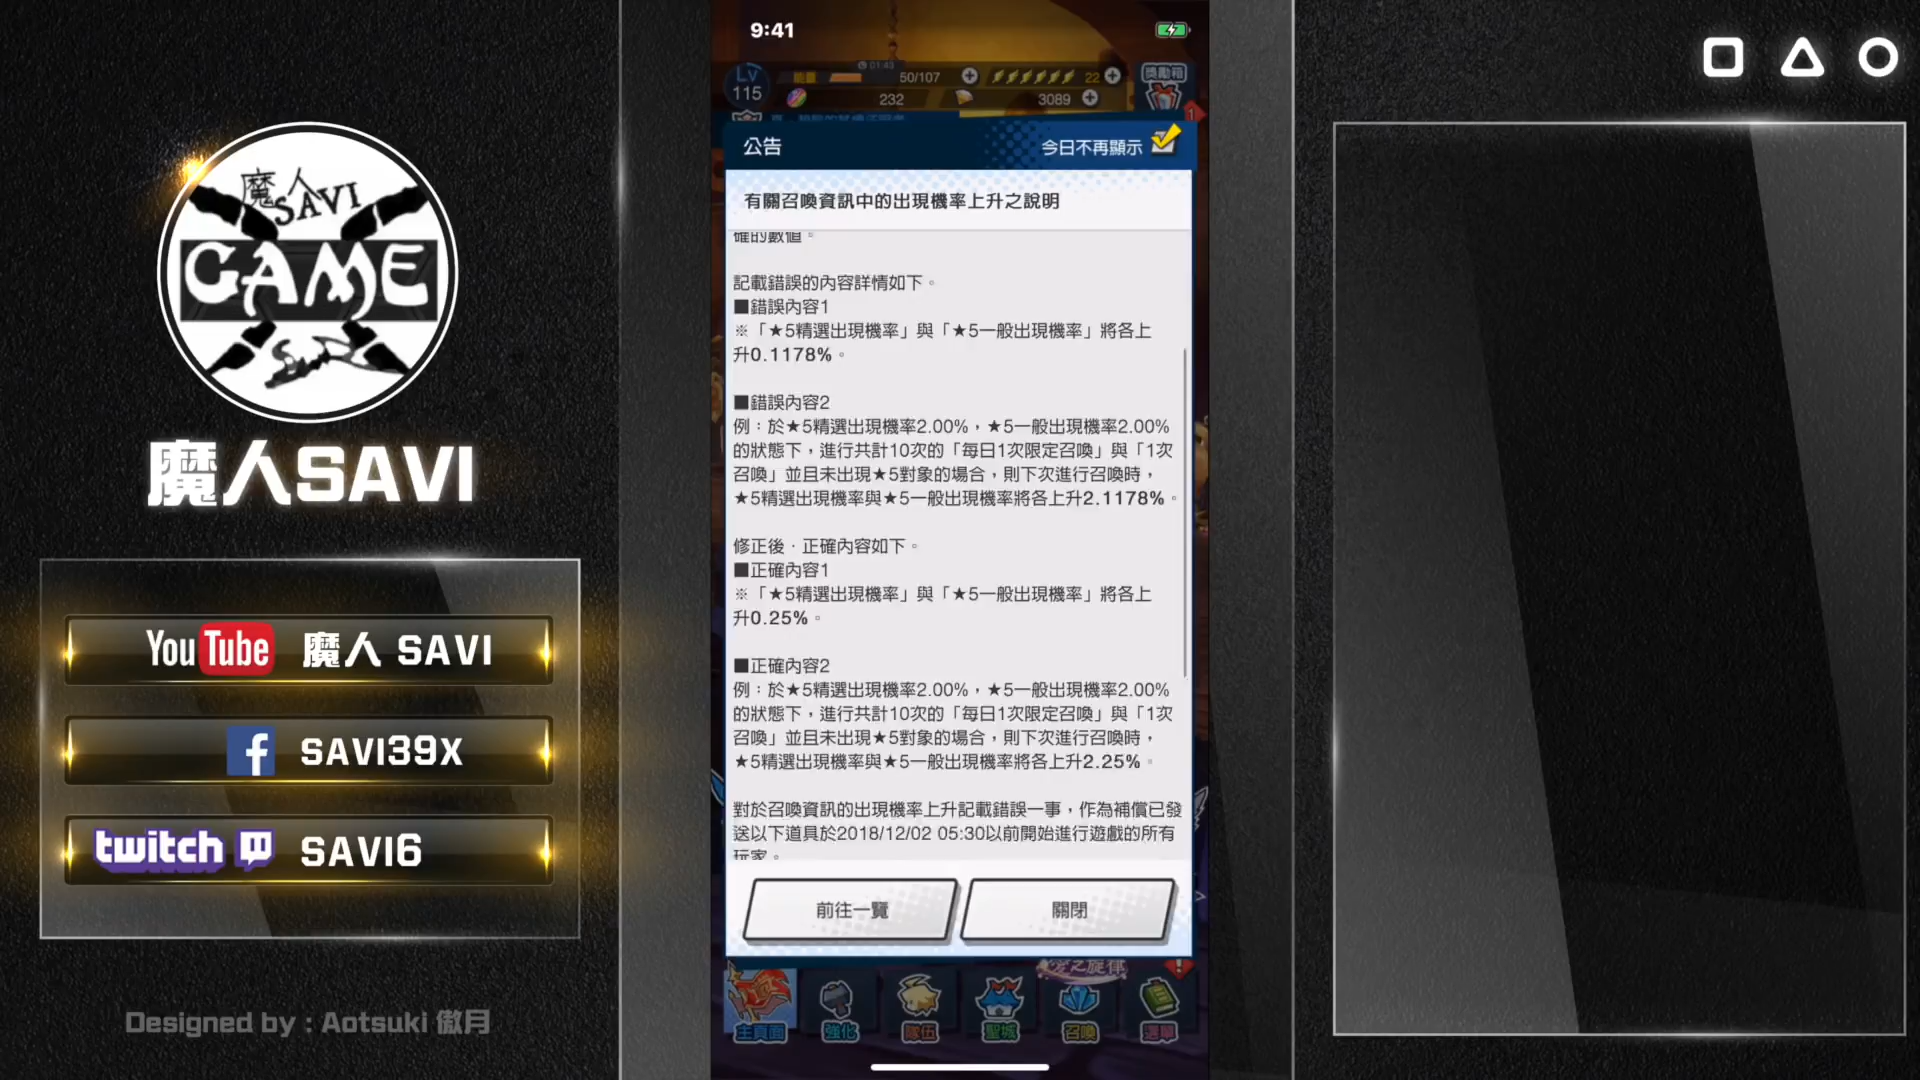 魔人SAVI
GAME
魔人SAVI
YouTube 魔人 SAVI
SAVI39X
twitch SAVI6
Designed by : Aotsuki 傲月
9:41
LV
115
能量
01:43
50/107
22
獎勵箱
232
3089
1
公告
今日不再顯示
有關召喚資訊中的出現機率上升之說明
確的數值。
記載錯誤的內容詳情如下。
■錯誤內容1
※「★5精選出現機率」與「★5一般出現機率」將各上
升0.1178%。
■錯誤內容2
例：於★5精選出現機率2.00%，★5一般出現機率2.00%
的狀態下，進行共計10次的「每日1次限定召喚」與「1次
召喚」並且未出現★5對象的場合，則下次進行召喚時，
★5精選出現機率與★5一般出現機率將各上升2.1178%。
修正後．正確內容如下。
■正確內容1
※「★5精選出現機率」與「★5一般出現機率」將各上
升0.25%。
■正確內容2
例：於★5精選出現機率2.00%，★5一般出現機率2.00%
的狀態下，進行共計10次的「每日1次限定召喚」與「1次
召喚」並且未出現★5對象的場合，則下次進行召喚時，
★5精選出現機率與★5一般出現機率將各上升2.25%。
對於召喚資訊的出現機率上升記載錯誤一事，作為補償已發
送以下道具於2018/12/02 05:30以前開始進行遊戲的所有
玩家。
前往一覽
關閉
之旋律
主頁面
強化
隊伍
聖城
召喚
選單